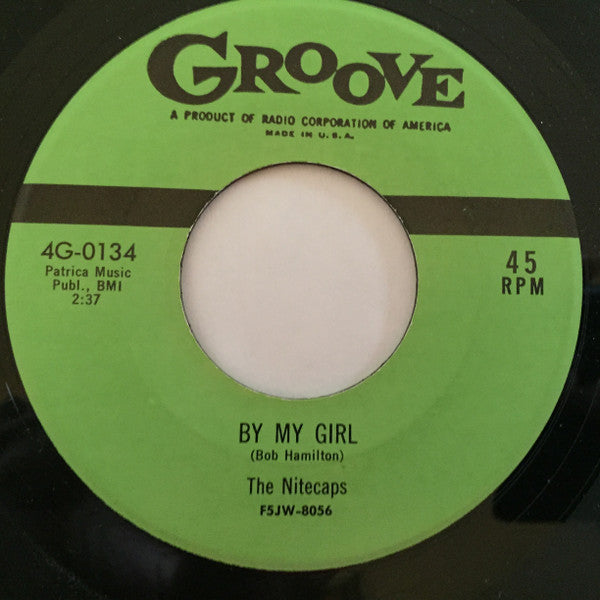 GROOVE
A PRODUCT OF RADIO CORPORATION OF AMERICA
MADE IN U.S.A.
4G-0134
Patrica Music
Publ., BMI
2:37
45
RPM
BY MY GIRL
(Bob Hamilton)
The Nitecaps
F5JW-8056